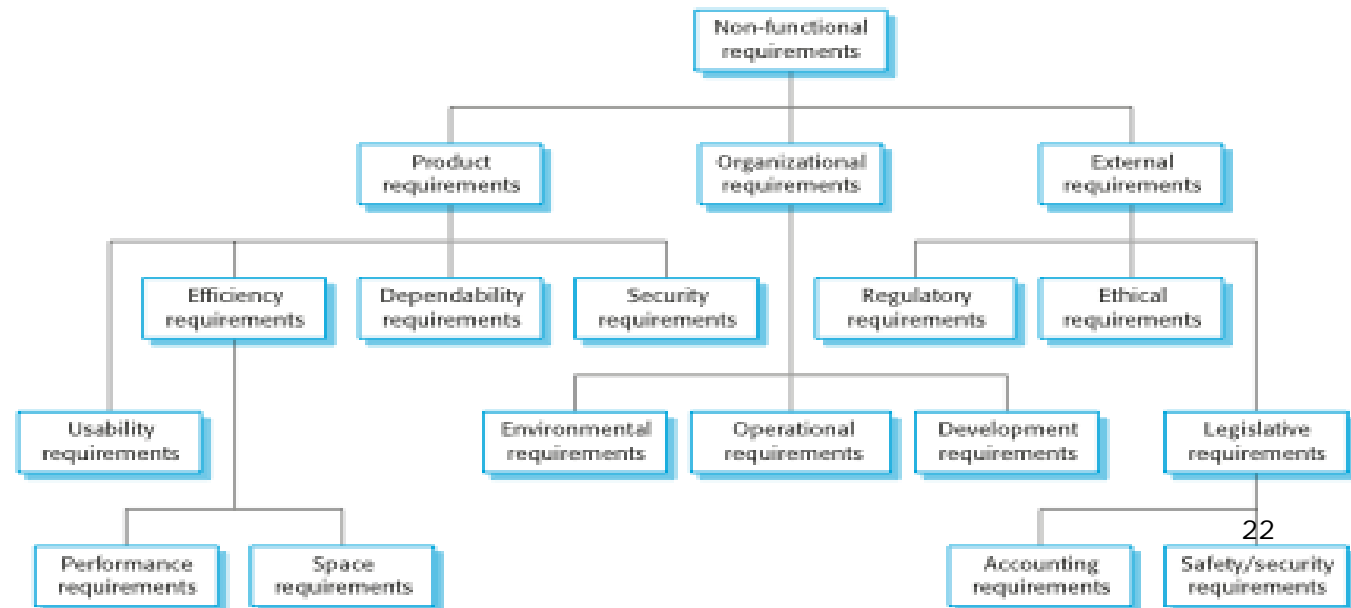 Non-functional
requirements
Product
requirements
Organizational
requirements
External
requirements
Efficiency
requirements
Dependability
requirements
Security
requirements
Regulatory
requirements
Ethical
requirements
Usability
requirements
Environmental
requirements
Operational
requirements
Development
requirements
Legislative
requirements
22
Performance
requirements
Space
requirements
Accounting
requirements
Safety/security
requirements